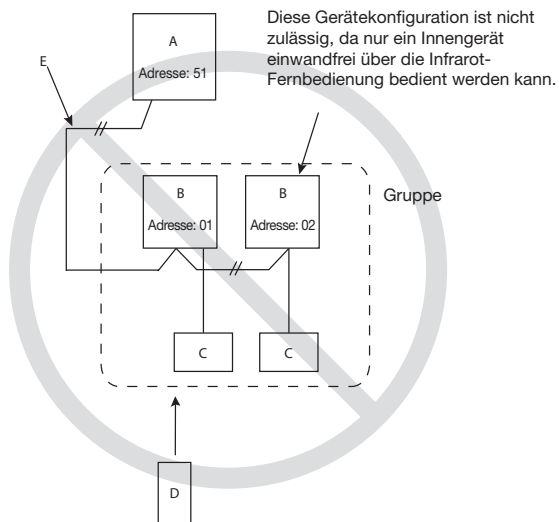 Diese Gerätekonfiguration ist nicht
zulässig, da nur ein Innengerät
einwandfrei über die Infrarot-
Fernbedienung bedient werden kann.
A
Adresse: 51
E
Gruppe
B
Adresse: 01
B
Adresse: 02
C
C
D